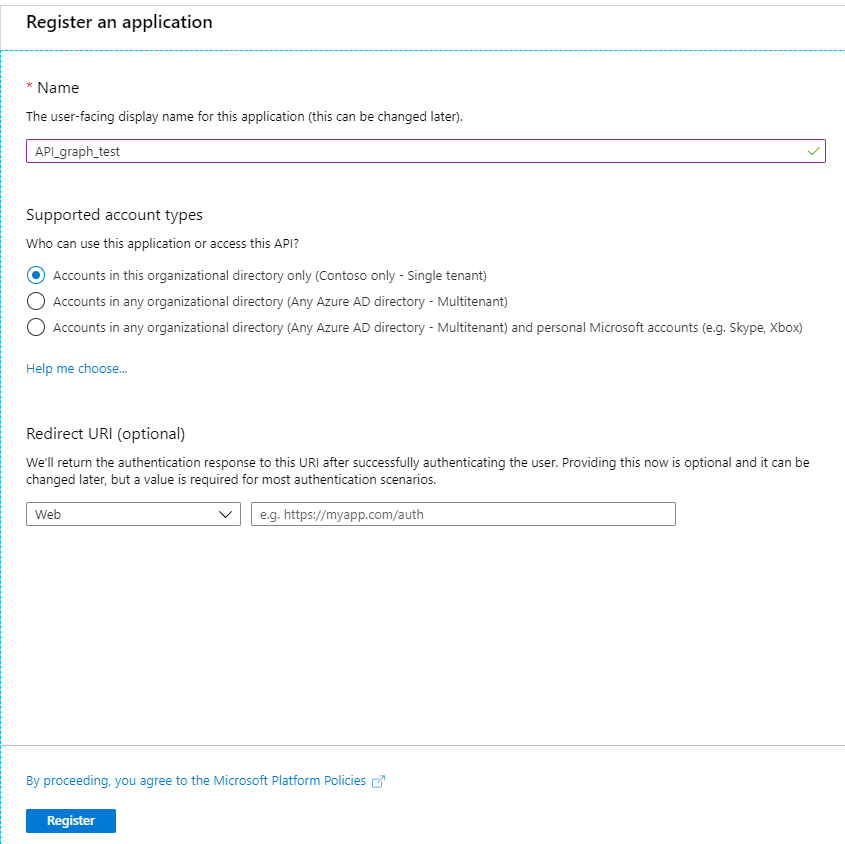 Register an application
* Name
The user-facing display name for this application (this can be changed later).
API_graph_test
Supported account types
Who can use this application or access this API?
Accounts in this organizational directory only (Contoso only - Single tenant)
Accounts in any organizational directory (Any Azure AD directory - Multitenant)
Accounts in any organizational directory (Any Azure AD directory - Multitenant) and personal Microsoft accounts (e.g. Skype, Xbox)
Help me choose...
Redirect URI (optional)
We'll return the authentication response to this URI after successfully authenticating the user. Providing this now is optional and it can be
changed later, but a value is required for most authentication scenarios.
Web e.g. https://myapp.com/auth
By proceeding, you agree to the Microsoft Platform Policies
Register